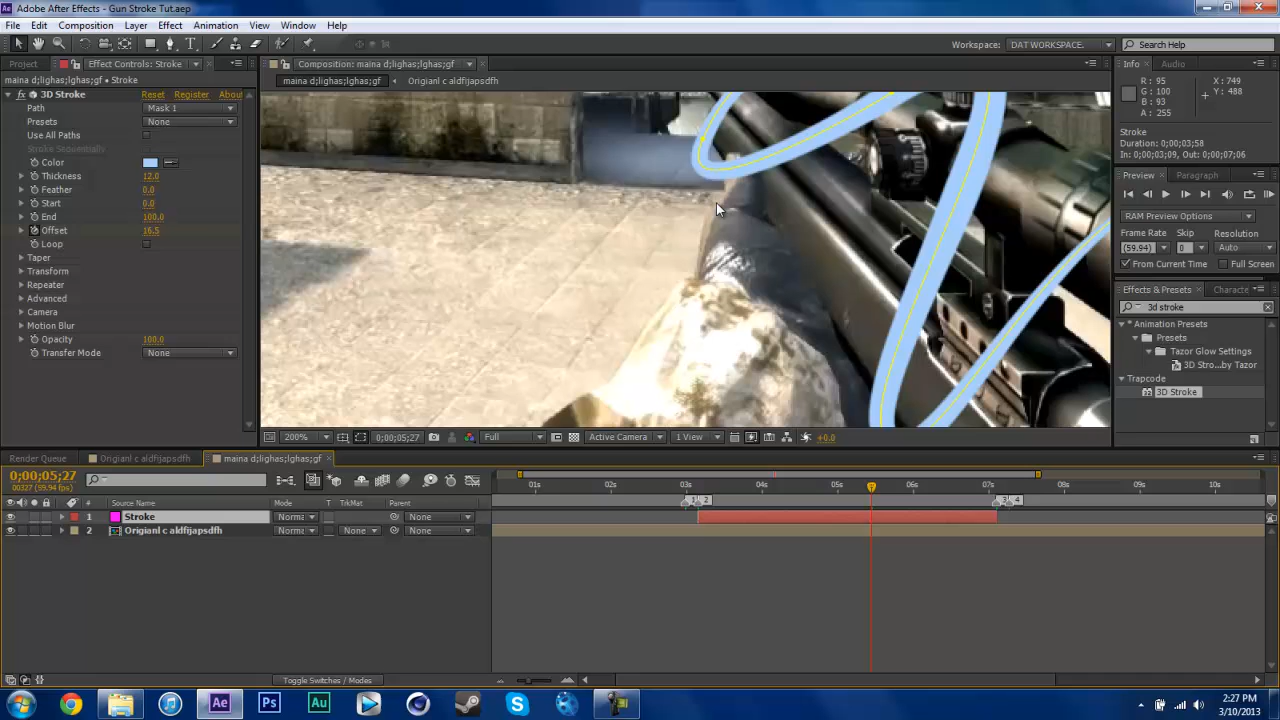 Adobe After Effects - Gun Stroke Tut.aep
File Edit Composition Layer Effect Animation View Window Help
Workspace: DAT WORKSPACE. Search Help
Project Effect Controls: Stroke
Composition: maina d;lighas;lghas;gf
Info Audio
maina d;lighas;lghas;gf • Stroke
maina d;lighas;lghas;gf Origianl c aldfijapsdfh
3D Stroke Reset Register Abou
Path Mask 1
Presets None
Use All Paths
Stroke Sequentially
Color
Thickness 12.0
Feather 0.0
Start 0.0
End 100.0
Offset 16.5
Loop
Taper
Transform
Repeater
Advanced
Camera
Motion Blur
Opacity 100.0
Transfer Mode None
R: 95 X: 749
G: 100 Y: 488
B: 93
A: 255
Stroke
Duration: 0;00;03;58
In: 0;00;03;09, Out: 0;00;07;06
Preview Paragraph
RAM Preview Options
Frame Rate Skip Resolution
(59.94) 0 Auto
From Current Time Full Screen
Effects & Presets Characte
3d stroke
* Animation Presets
Presets
Tazor Glow Settings
3D Stro...by Tazor
Trapcode
3D Stroke
200% 0;00;05;27 Full Active Camera 1 View +0.0
Render Queue Origianl c aldfijapsdfh maina d;lighas;lghas;gf
0;00;05;27
00327 (59.94 fps)
01s 02s 03s 04s 05s 06s 07s 08s 09s 10s
# Source Name Mode T TrkMat Parent
1 2 3 4
1 Stroke Norma None
2 Origianl c aldfijapsdfh Norma None None
Toggle Switches / Modes
Ae Ps Au
2:27 PM
3/10/2013